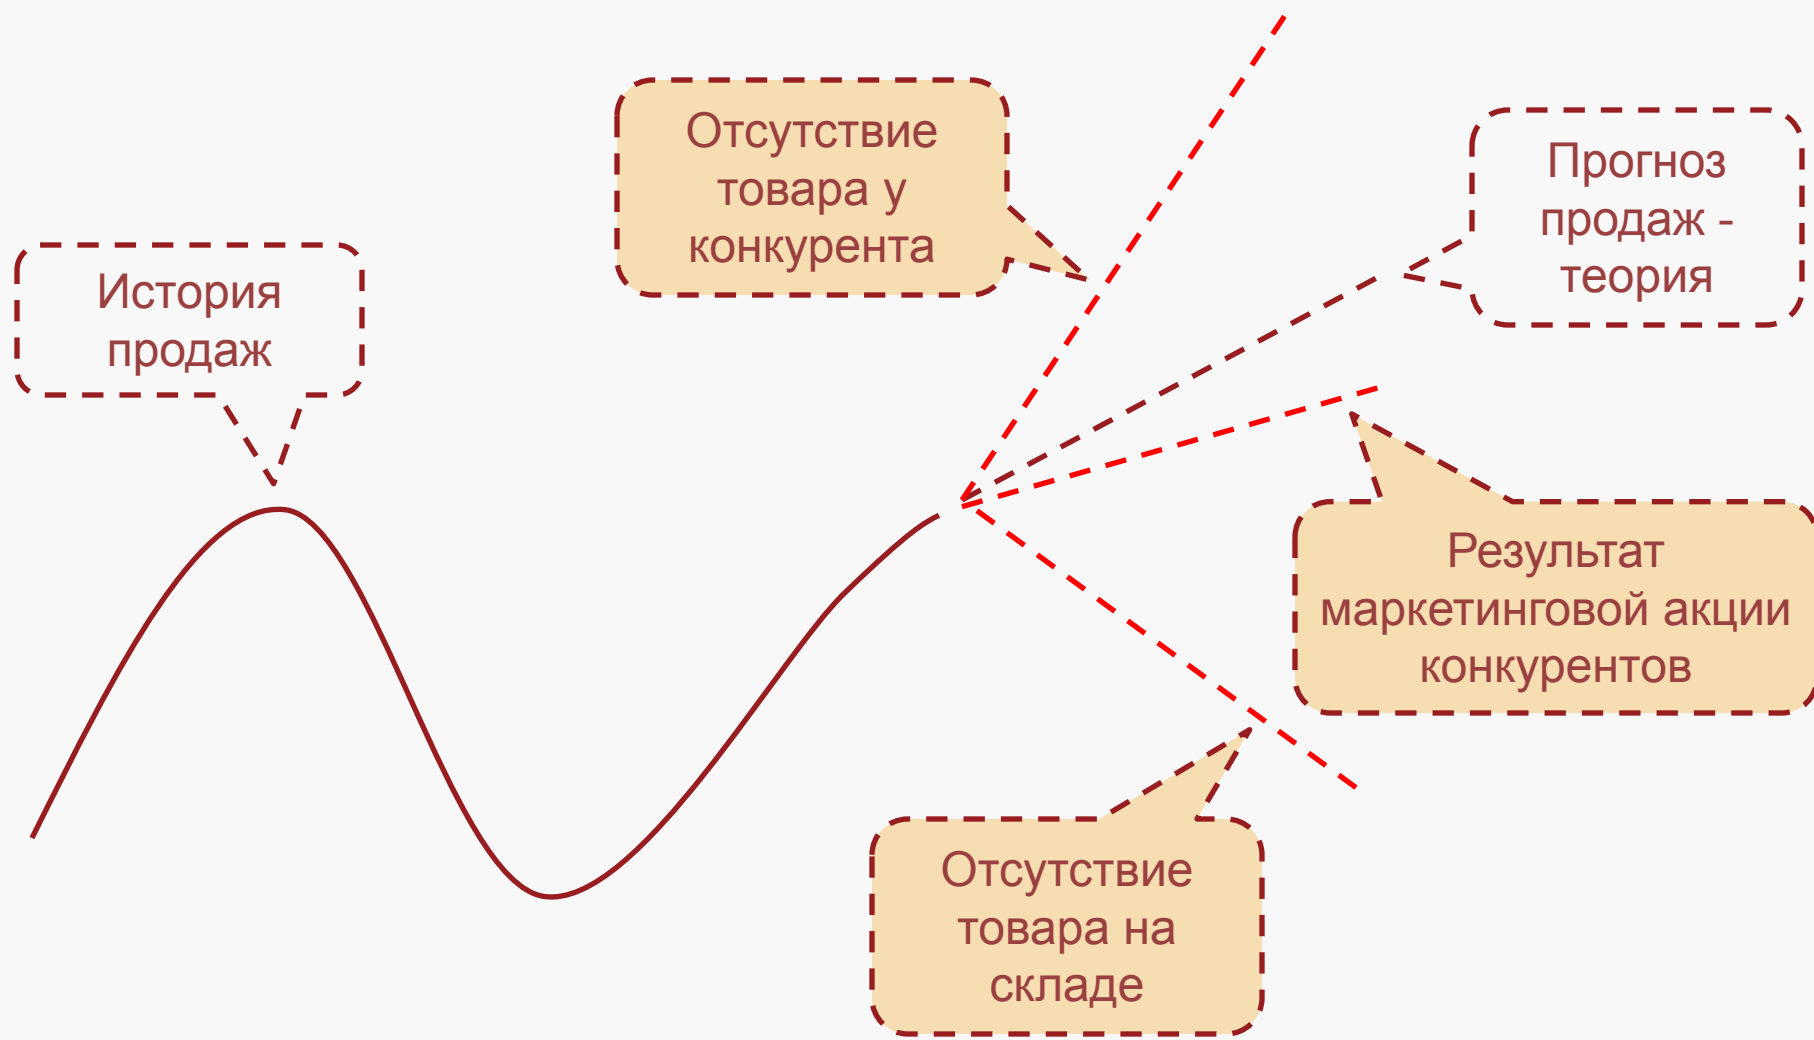 Отсутствие
товара у
конкурента
Прогноз
продаж -
теория
История
продаж
Результат
маркетинговой акции
конкурентов
Отсутствие
товара на
складе